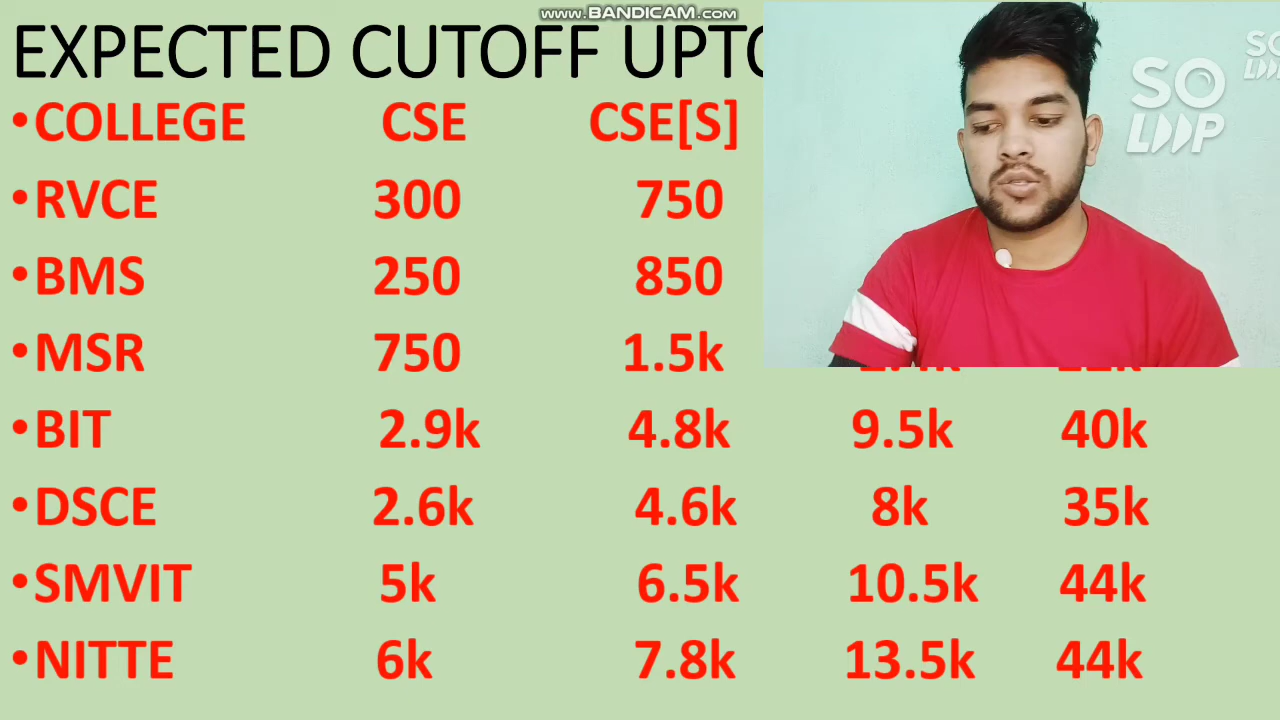 www.BANDICAM.com
EXPECTED CUTOFF
•COLLEGE CSE CSE[S]
•RVCE 300 750
•BMS 250 850
•MSR 750 1.5k
•BIT 2.9k 4.8k 9.5k 40k
•DSCE 2.6k 4.6k 8k 35k
•SMVIT 5k 6.5k 10.5k 44k
•NITTE 6k 7.8k 13.5k 44k
SO
LOOP